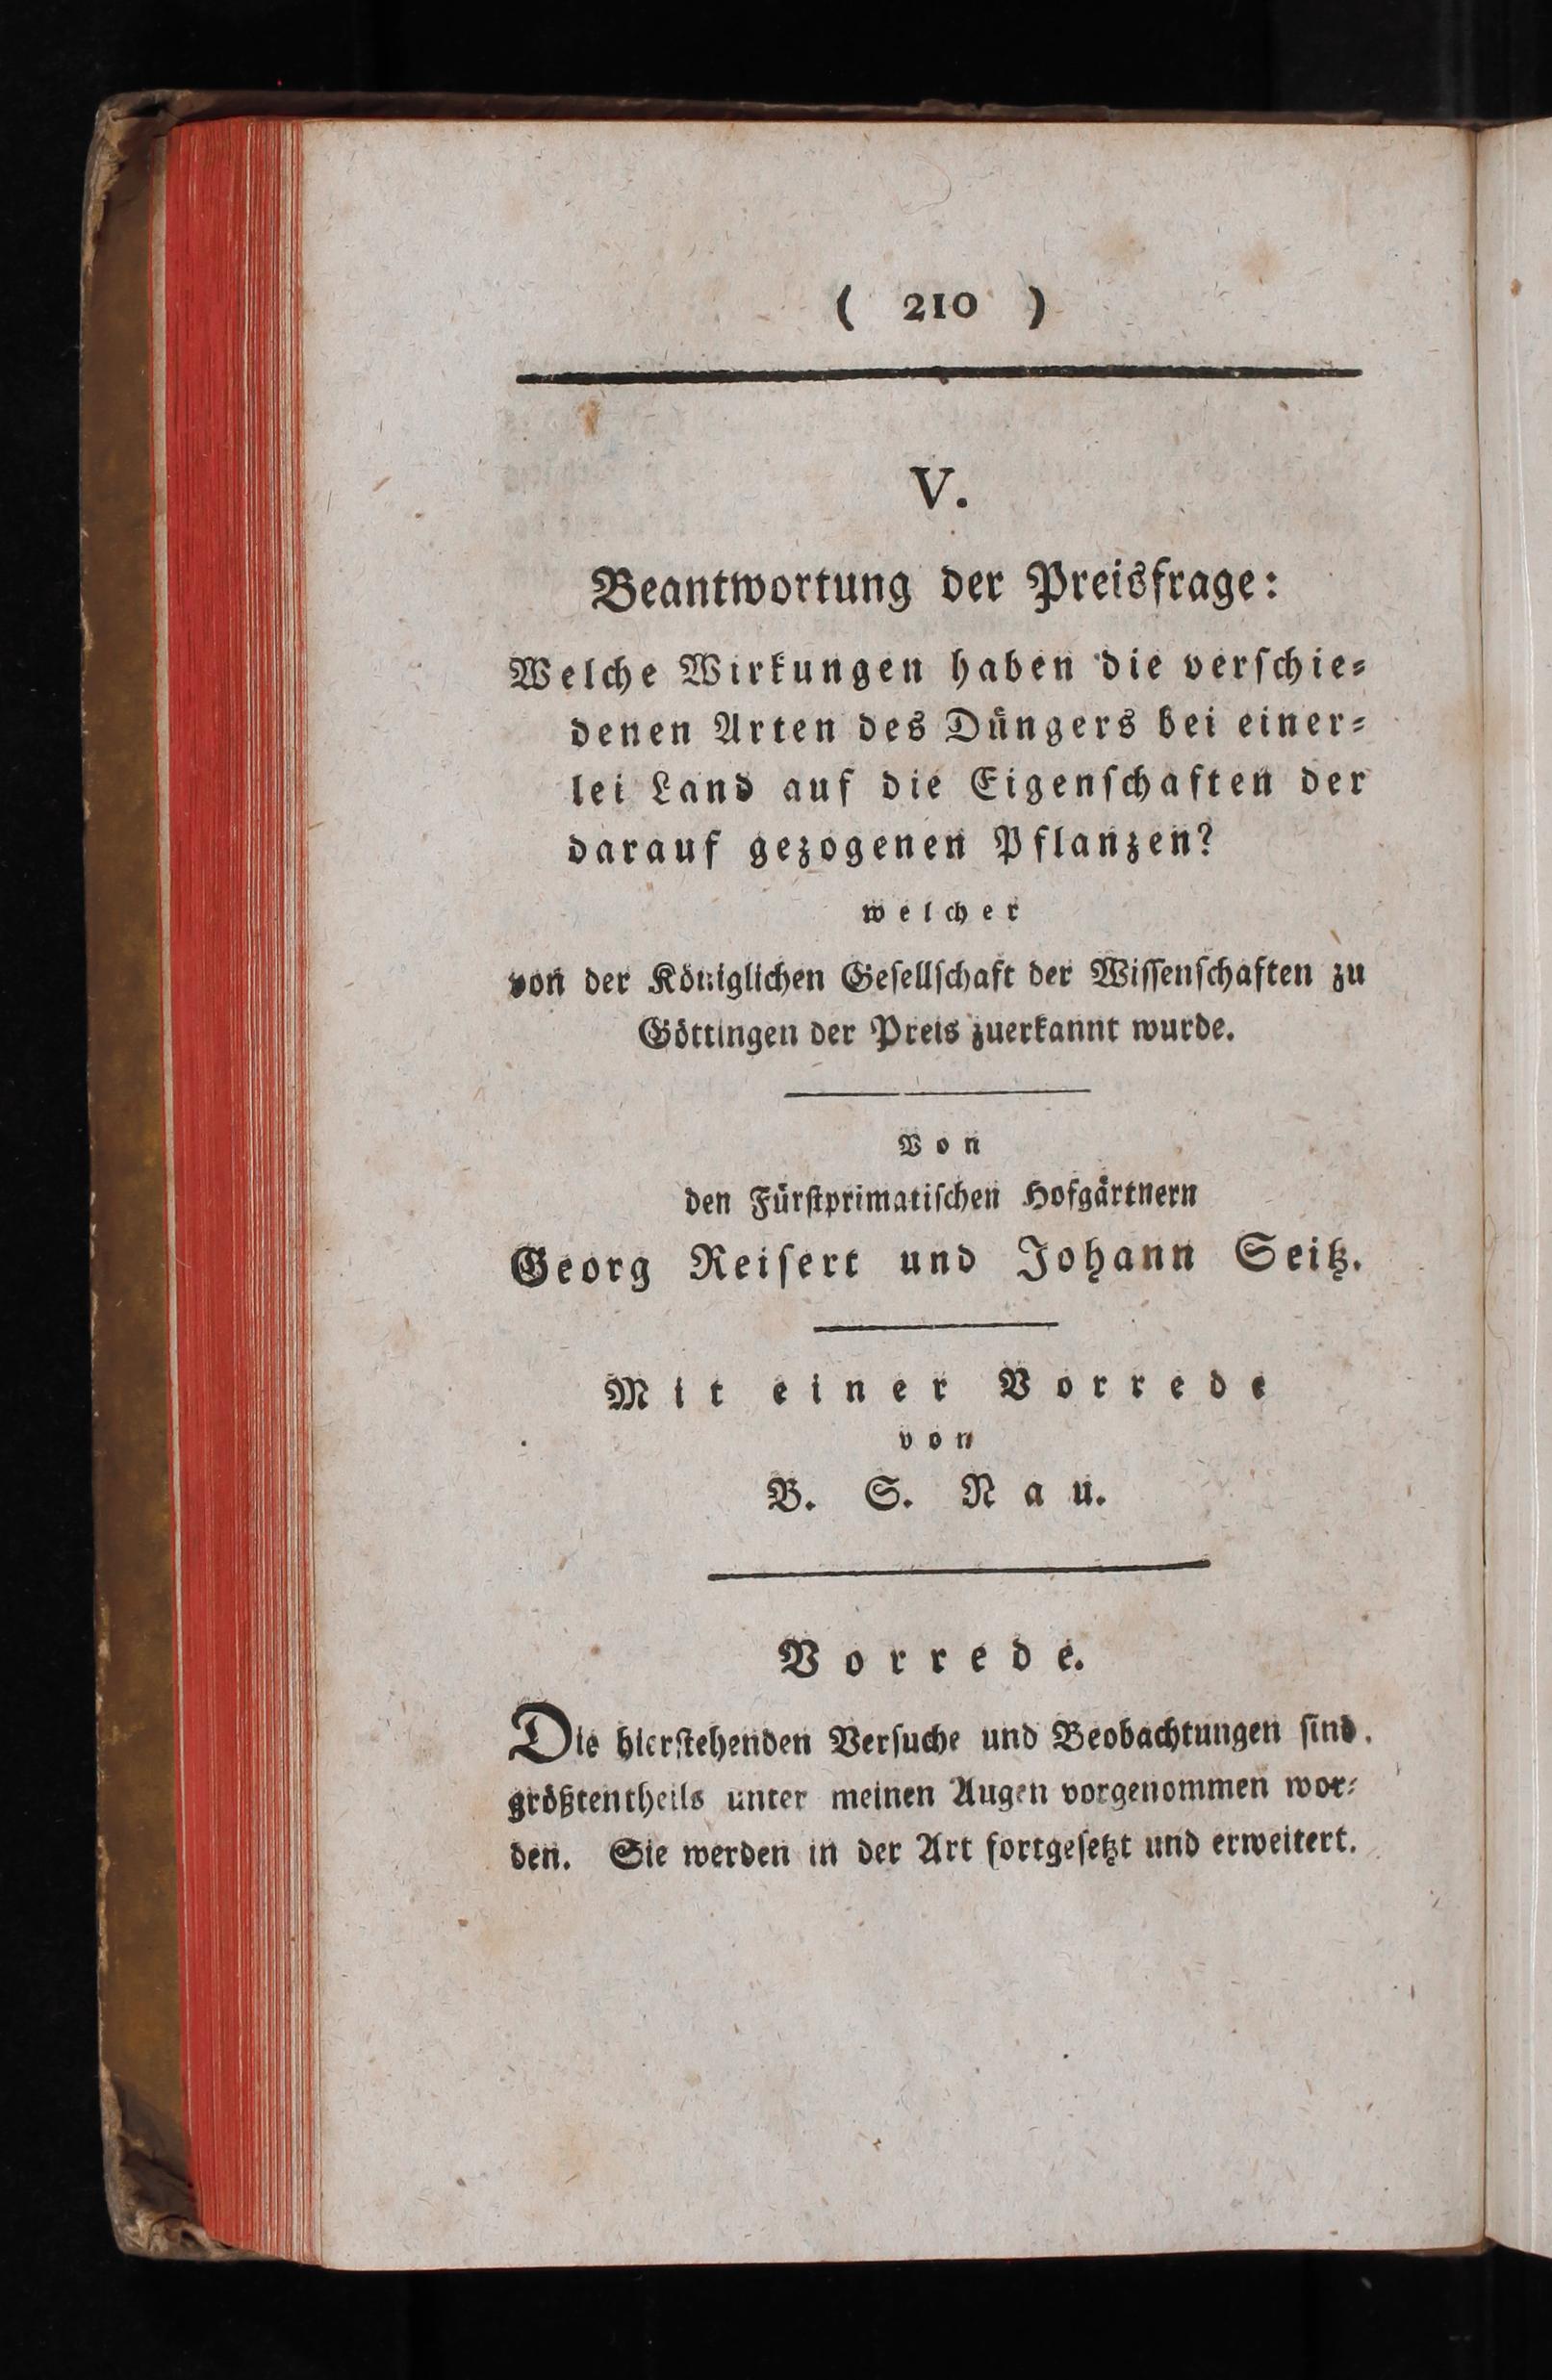 ( 210 )
V.
Beantwortung der Preisfrage:
Welche Wirkungen haben die verſchie⸗
denen Arten des Düngers bei einer⸗
lei Land auf die Eigenſchaften der
darauf gezogenen Pflanzen?
welcher
von der Königlichen Geſellſchaft der Wiſſenſchaften zu
Göttingen der Preis zuerkannt wurde.
Von
den Fürſtprimatiſchen Hofgärtnern
Georg Reiſert und Johann Seitz.
Mit einer Vorrede
von
B. S. Nau.
Vorrede.
Die hierſtehenden Verſuche und Beobachtungen ſind
größtentheils unter meinen Augen vorgenommen wor⸗
den. Sie werden in der Art fortgeſetzt und erweitert.